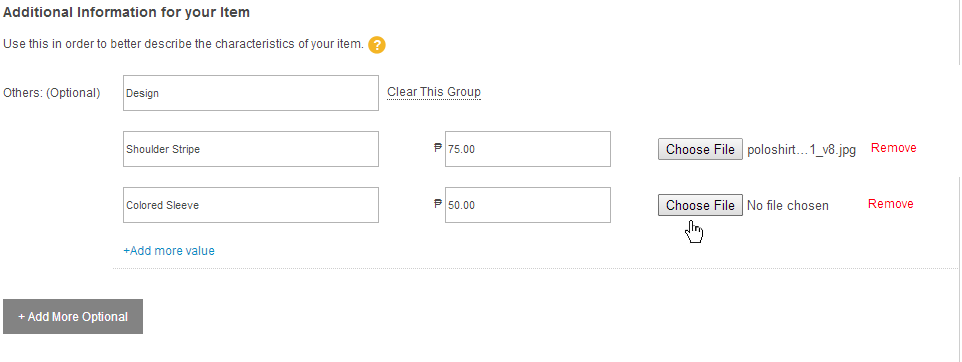 Additional Information for your Item
Use this in order to better describe the characteristics of your item. ?
Others: (Optional) Design Clear This Group
Shoulder Stripe ₱ 75.00 Choose File poloshirt…1_v8.jpg Remove
Colored Sleeve ₱ 50.00 Choose File No file chosen Remove
+Add more value
+ Add More Optional